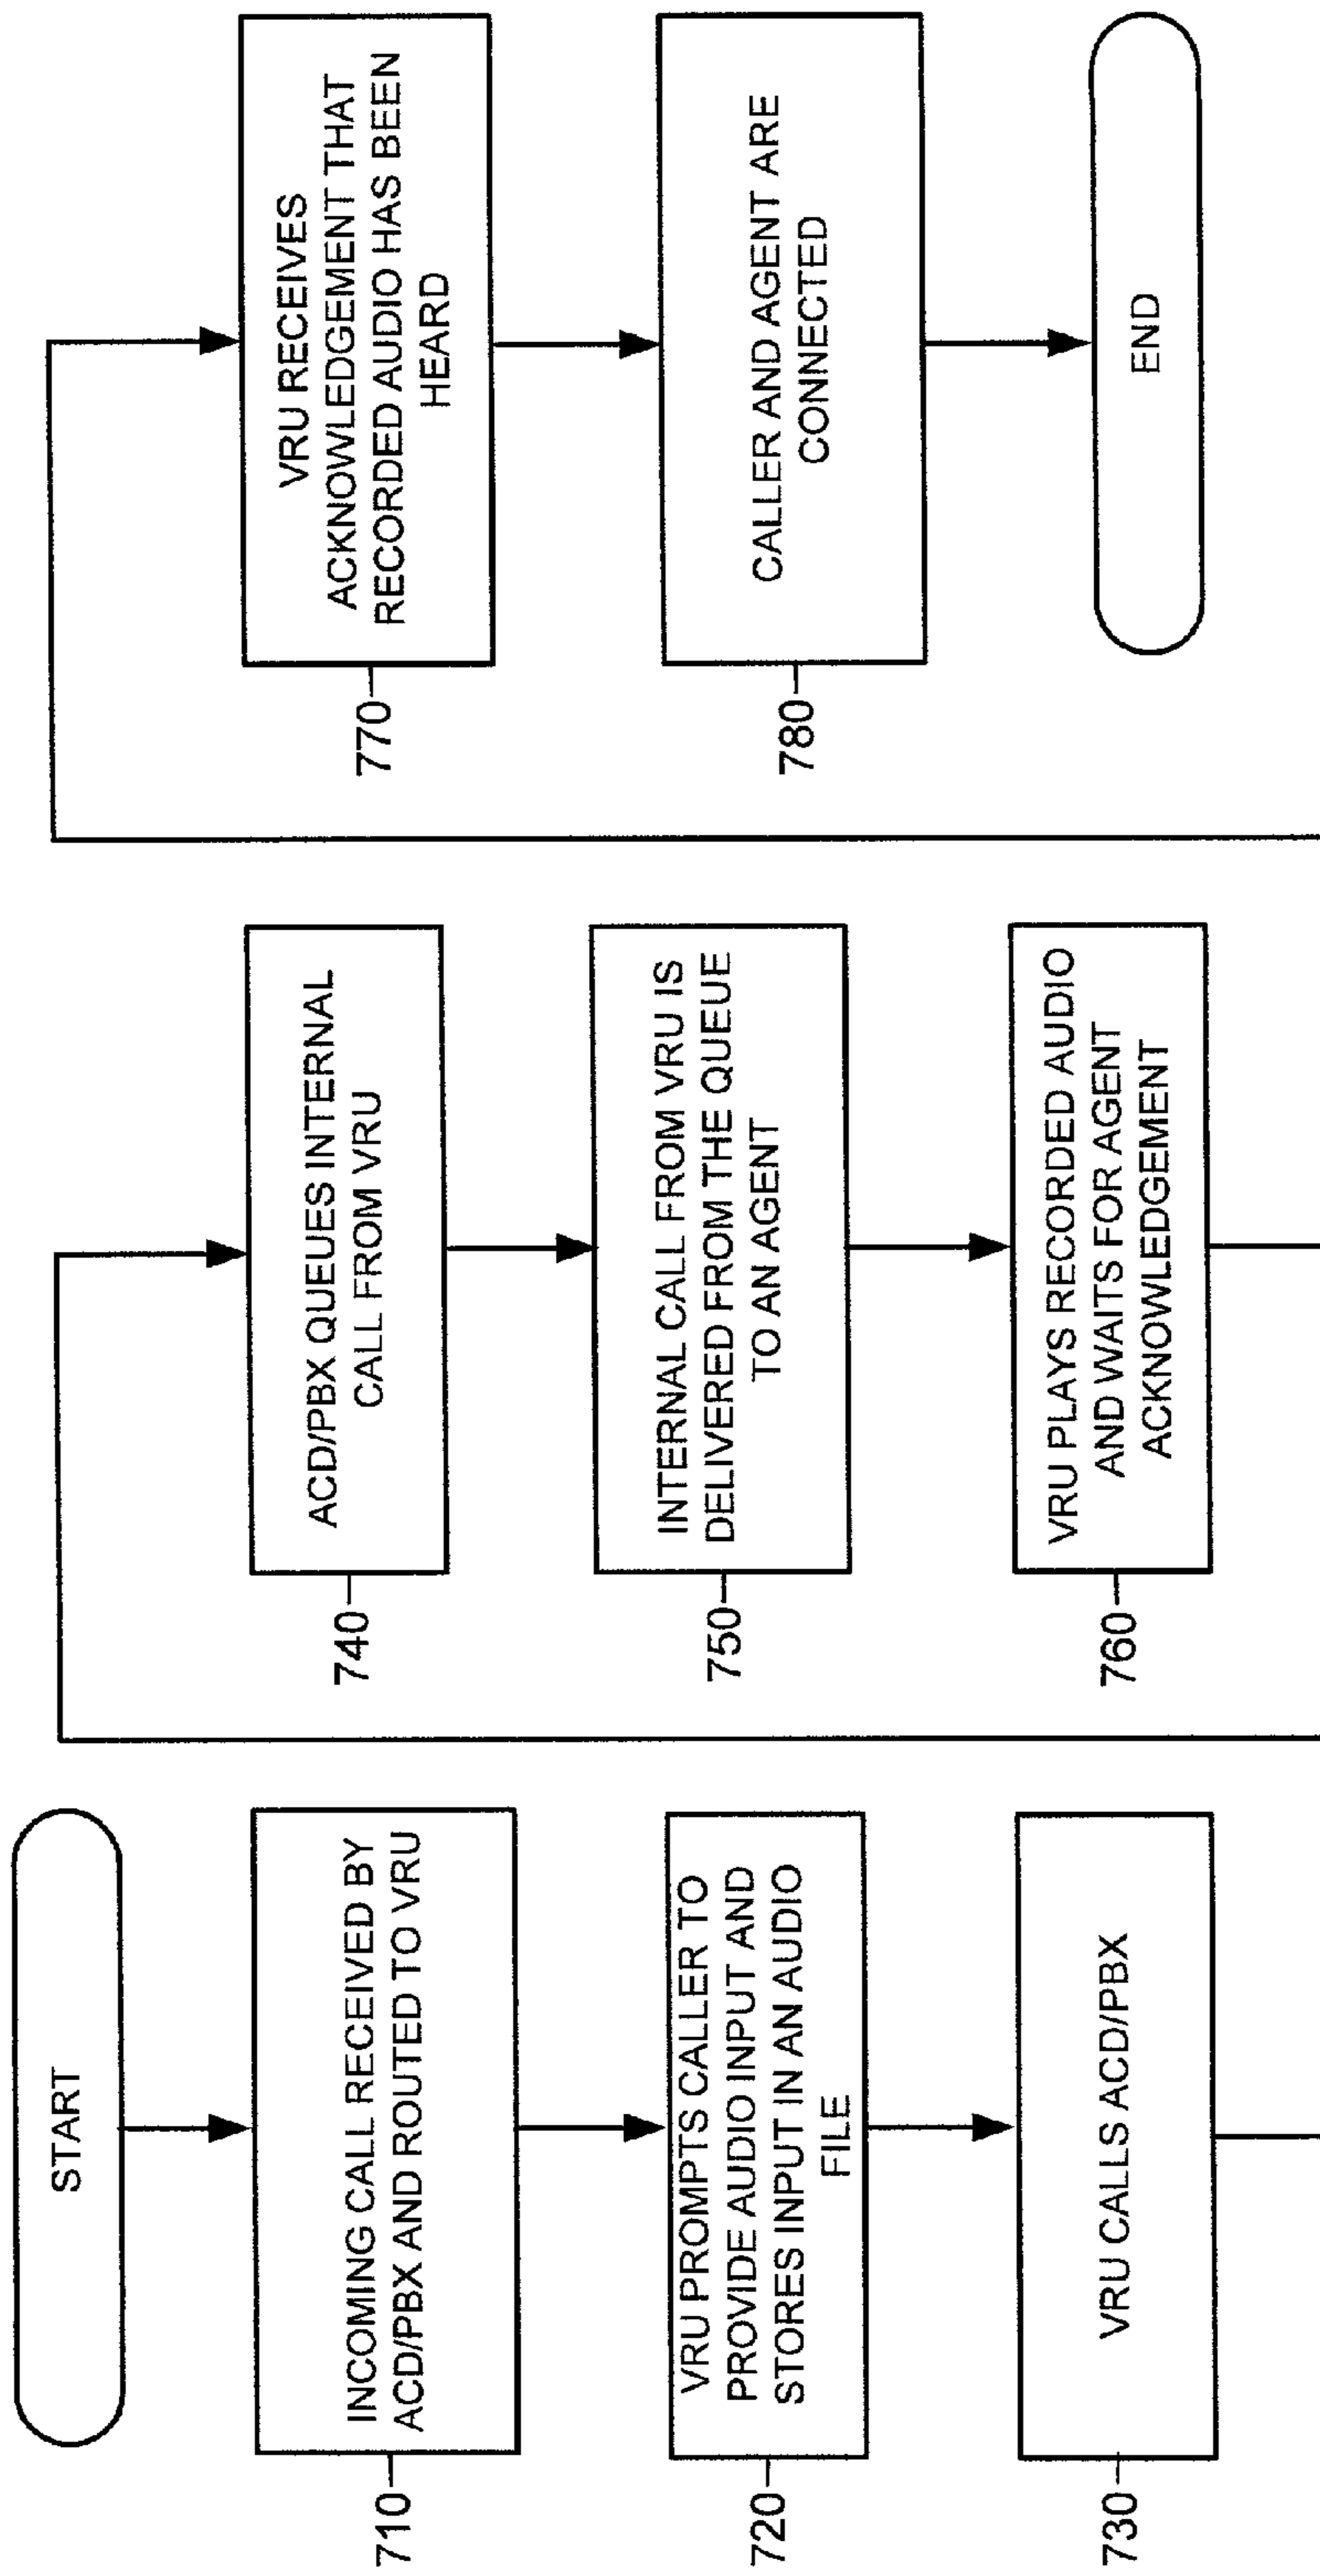 START
710
INCOMING CALL RECEIVED BY
ACD/PBX AND ROUTED TO VRU
720
VRU PROMPTS CALLER TO
PROVIDE AUDIO INPUT AND
STORES INPUT IN AN AUDIO
FILE
730
VRU CALLS ACD/PBX
740
ACD/PBX QUEUES INTERNAL
CALL FROM VRU
750
INTERNAL CALL FROM VRU IS
DELIVERED FROM THE QUEUE
TO AN AGENT
760
VRU PLAYS RECORDED AUDIO
AND WAITS FOR AGENT
ACKNOWLEDGEMENT
770
VRU RECEIVES
ACKNOWLEDGEMENT THAT
RECORDED AUDIO HAS BEEN
HEARD
780
CALLER AND AGENT ARE
CONNECTED
END